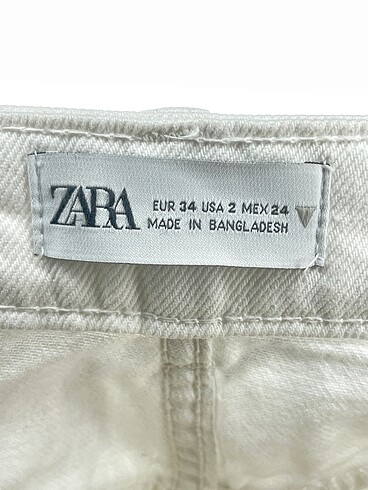 ZARA
EUR 34 USA 2 MEX 24
MADE IN BANGLADESH